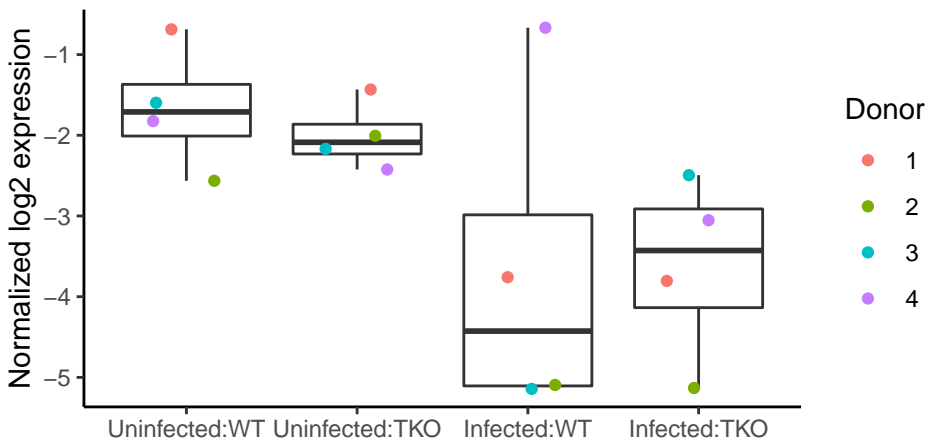 Normalized log2 expression
−1
−2
−3
−4
−5
Uninfected:WT
Uninfected:TKO
Infected:WT
Infected:TKO
Donor
1
2
3
4